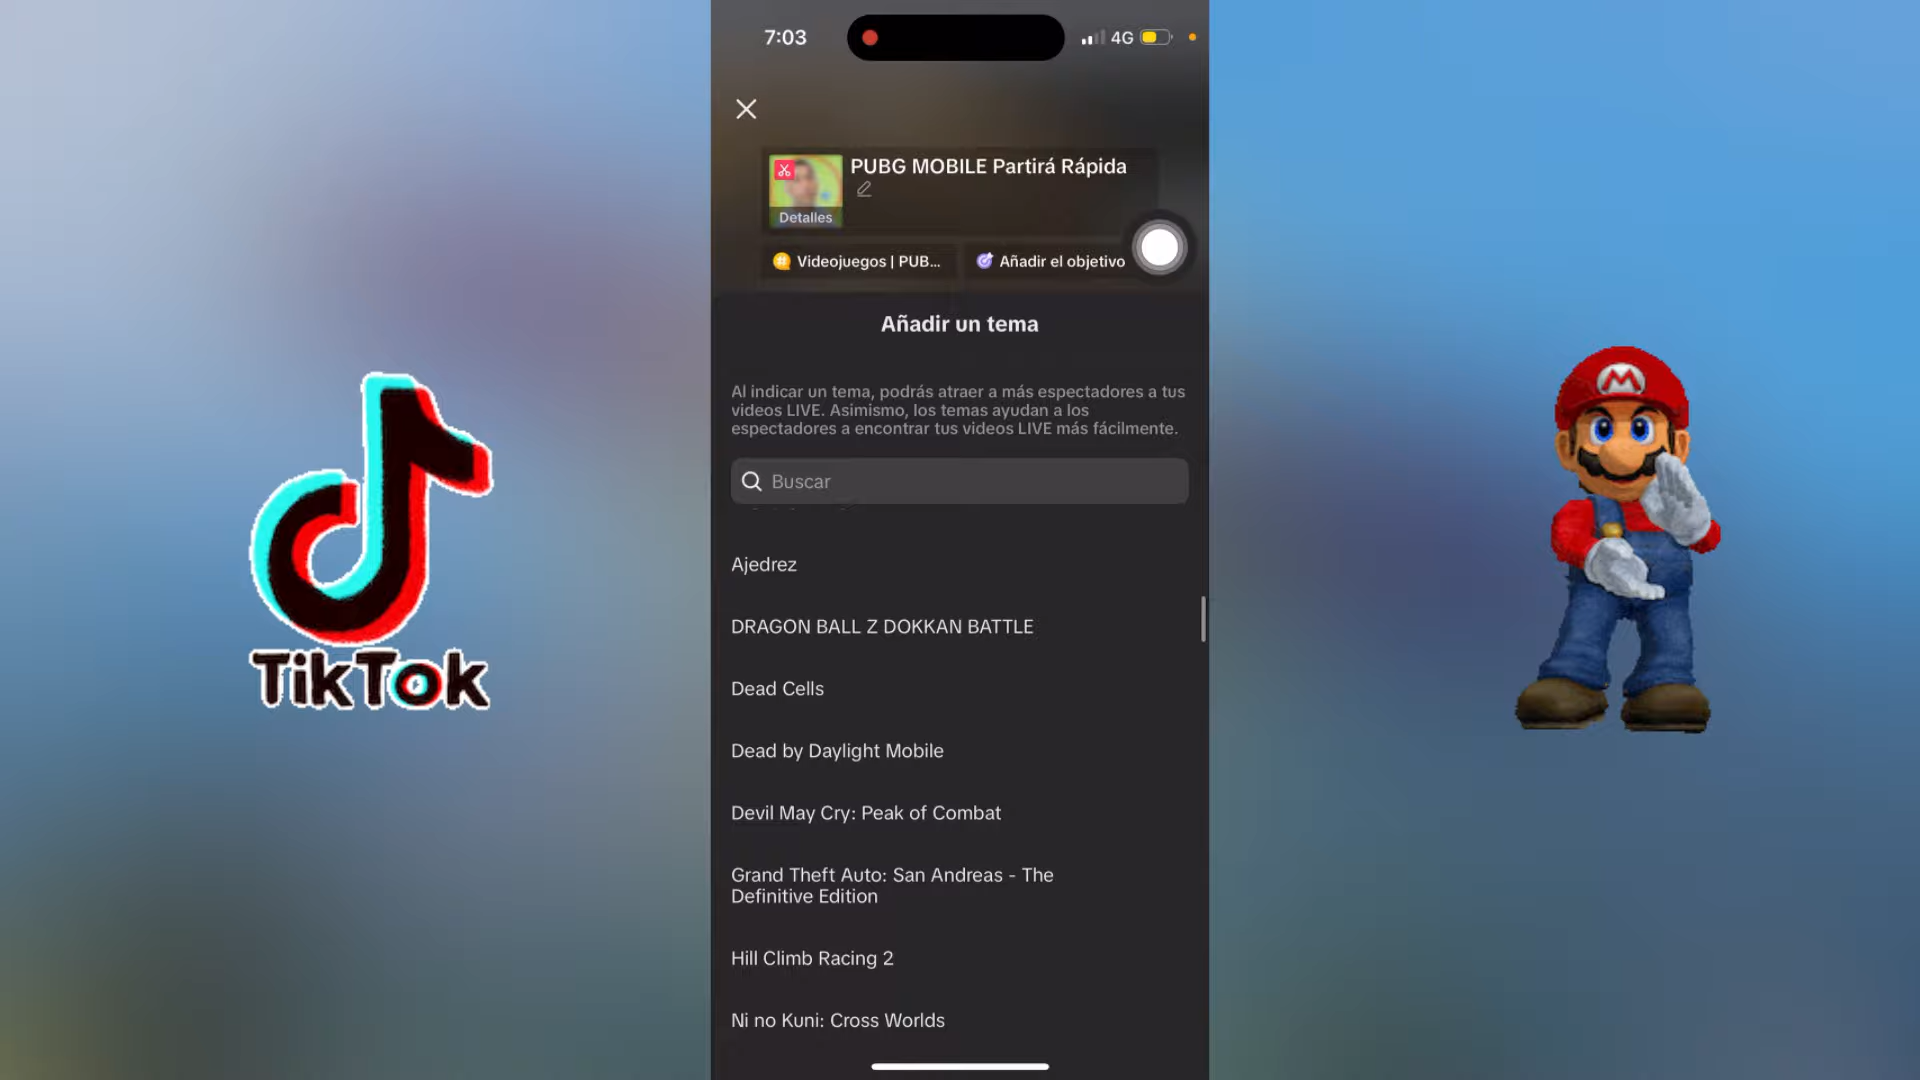 7:03
4G
PUBG MOBILE Partirá Rápida
Detalles
Videojuegos | PUB...
Añadir el objetivo
Añadir un tema
Al indicar un tema, podrás atraer a más espectadores a tus
videos LIVE. Asimismo, los temas ayudan a los
espectadores a encontrar tus videos LIVE más fácilmente.
Buscar
Ajedrez
DRAGON BALL Z DOKKAN BATTLE
Dead Cells
Dead by Daylight Mobile
Devil May Cry: Peak of Combat
Grand Theft Auto: San Andreas - The
Definitive Edition
Hill Climb Racing 2
Ni no Kuni: Cross Worlds
TikTok
M